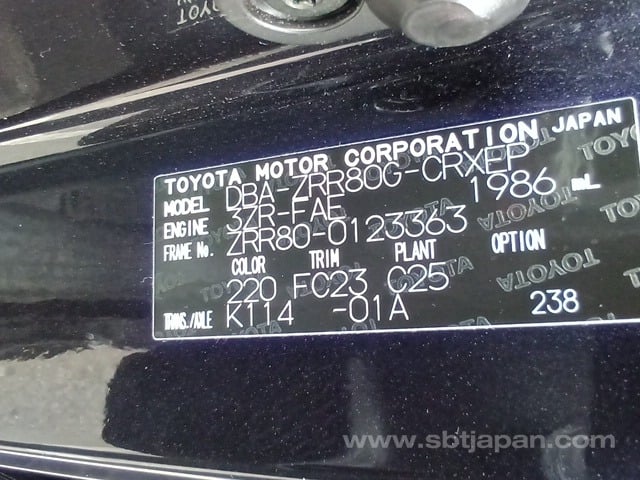 TOYOTA MOTOR CORPORATION JAPAN
MODEL DBA-ZRR80G-CRXEP
ENGINE 3ZR-FAE 1986 mL
FRAME No. ZRR80-0123363
COLOR TRIM PLANT OPTION
220 FC23 C25
TRANS./AXLE K114 -01A 238
www.sbtjapan.com